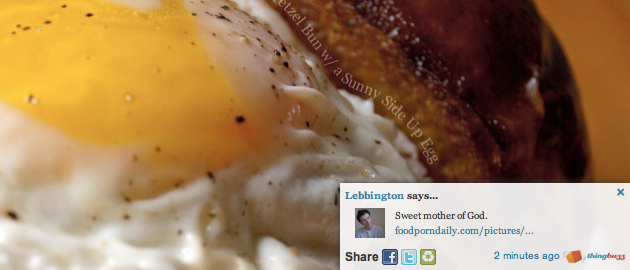 etzel Bun w/ a Sunny Side Up Egg
Lebbington says...
Sweet mother of God.
foodporndaily.com/pictures/...
Share
2 minutes ago
thingbuzz